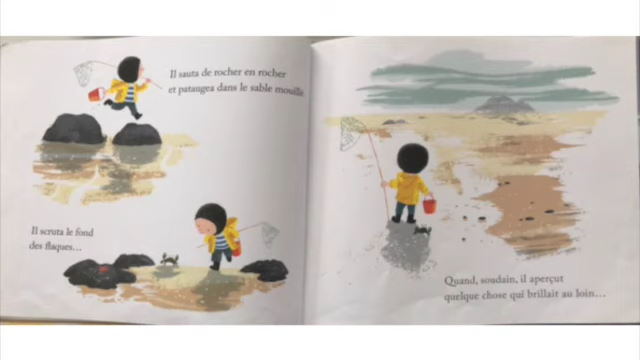 Il sauta de rocher en rocher
et pataugea dans le sable mouillé.
Il scruta le fond
des flaques...
Quand, soudain, il aperçut
quelque chose qui brillait au loin...